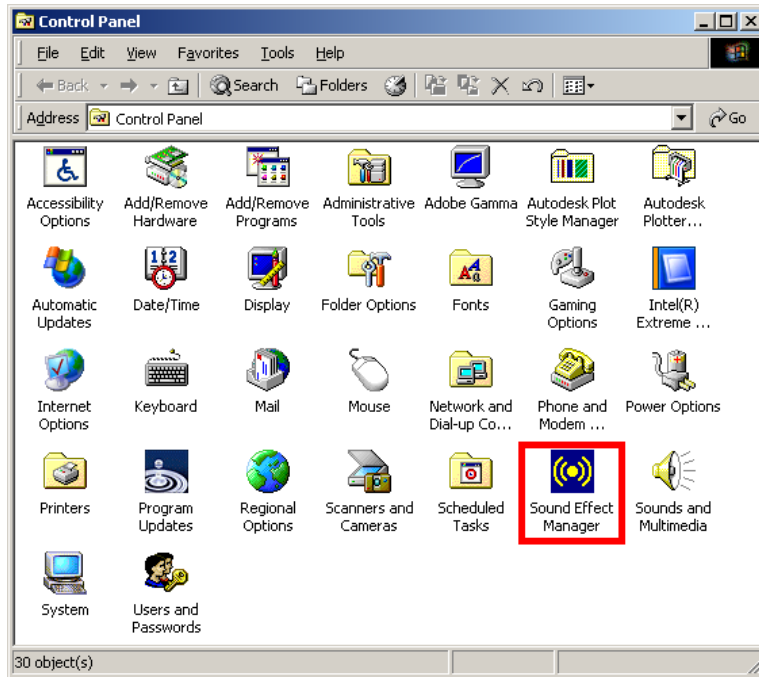 Control Panel
File Edit View Favorites Tools Help
Back Search Folders
Address Control Panel Go
Accessibility Options
Add/Remove Hardware
Add/Remove Programs
Administrative Tools
Adobe Gamma
Autodesk Plot Style Manager
Autodesk Plotter...
Automatic Updates
Date/Time
Display
Folder Options
Fonts
Gaming Options
Intel(R) Extreme ...
Internet Options
Keyboard
Mail
Mouse
Network and Dial-up Co...
Phone and Modem ...
Power Options
Printers
Program Updates
Regional Options
Scanners and Cameras
Scheduled Tasks
Sound Effect Manager
Sounds and Multimedia
System
Users and Passwords
30 object(s)